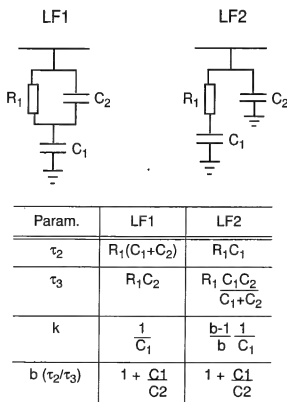 LF1 LF2
R₁ C₂ R₁ C₂
C₁ C₁
Param. LF1 LF2
τ₂ R₁(C₁+C₂) R₁C₁
τ₃ R₁C₂ R₁ C₁C₂/C₁+C₂
k 1/C₁ b-1/b 1/C₁
b (τ₂/τ₃) 1 + C1/C2 1 + C1/C2